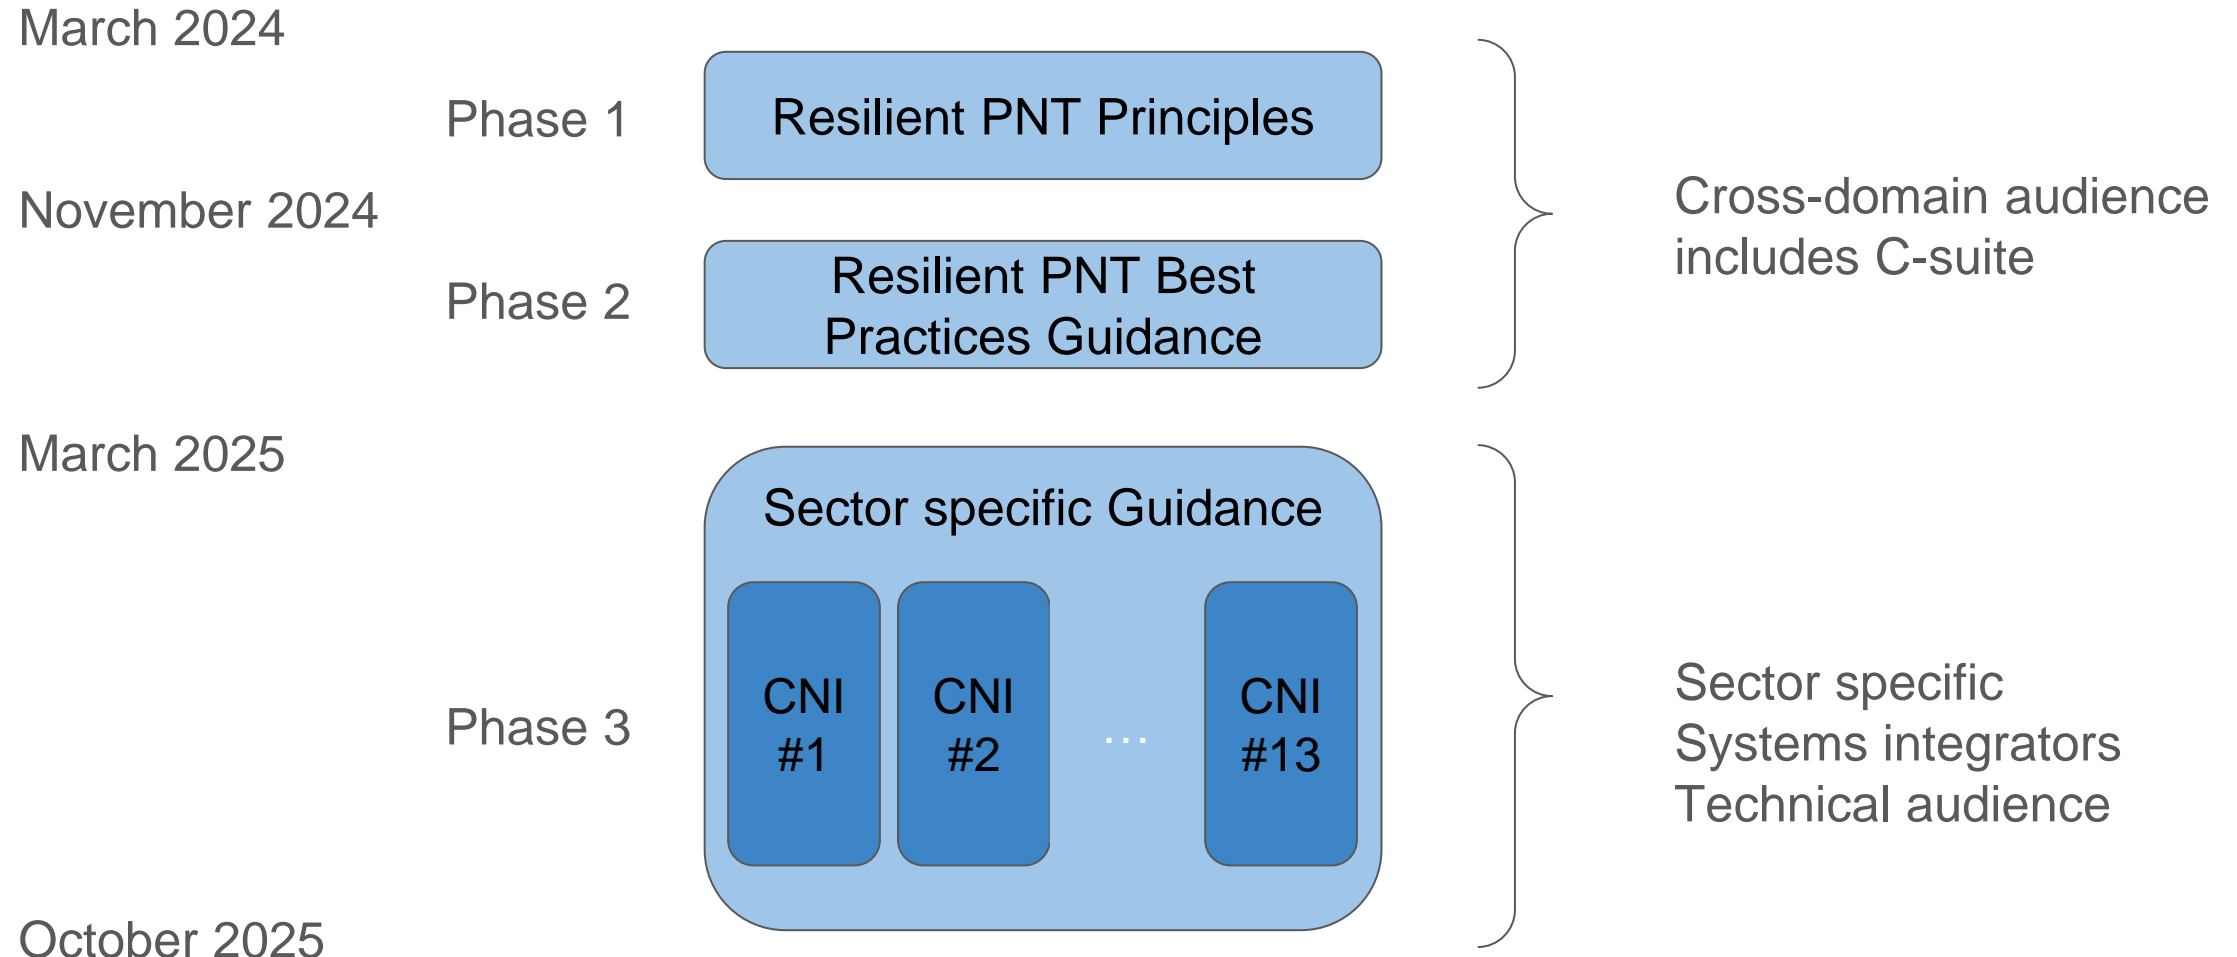 March 2024
Phase 1
Resilient PNT Principles
November 2024
Phase 2
Resilient PNT Best
Practices Guidance
Cross-domain audience
includes C-suite
March 2025
Sector specific Guidance
Phase 3
CNI
#1
CNI
#2
...
CNI
#13
Sector specific
Systems integrators
Technical audience
October 2025